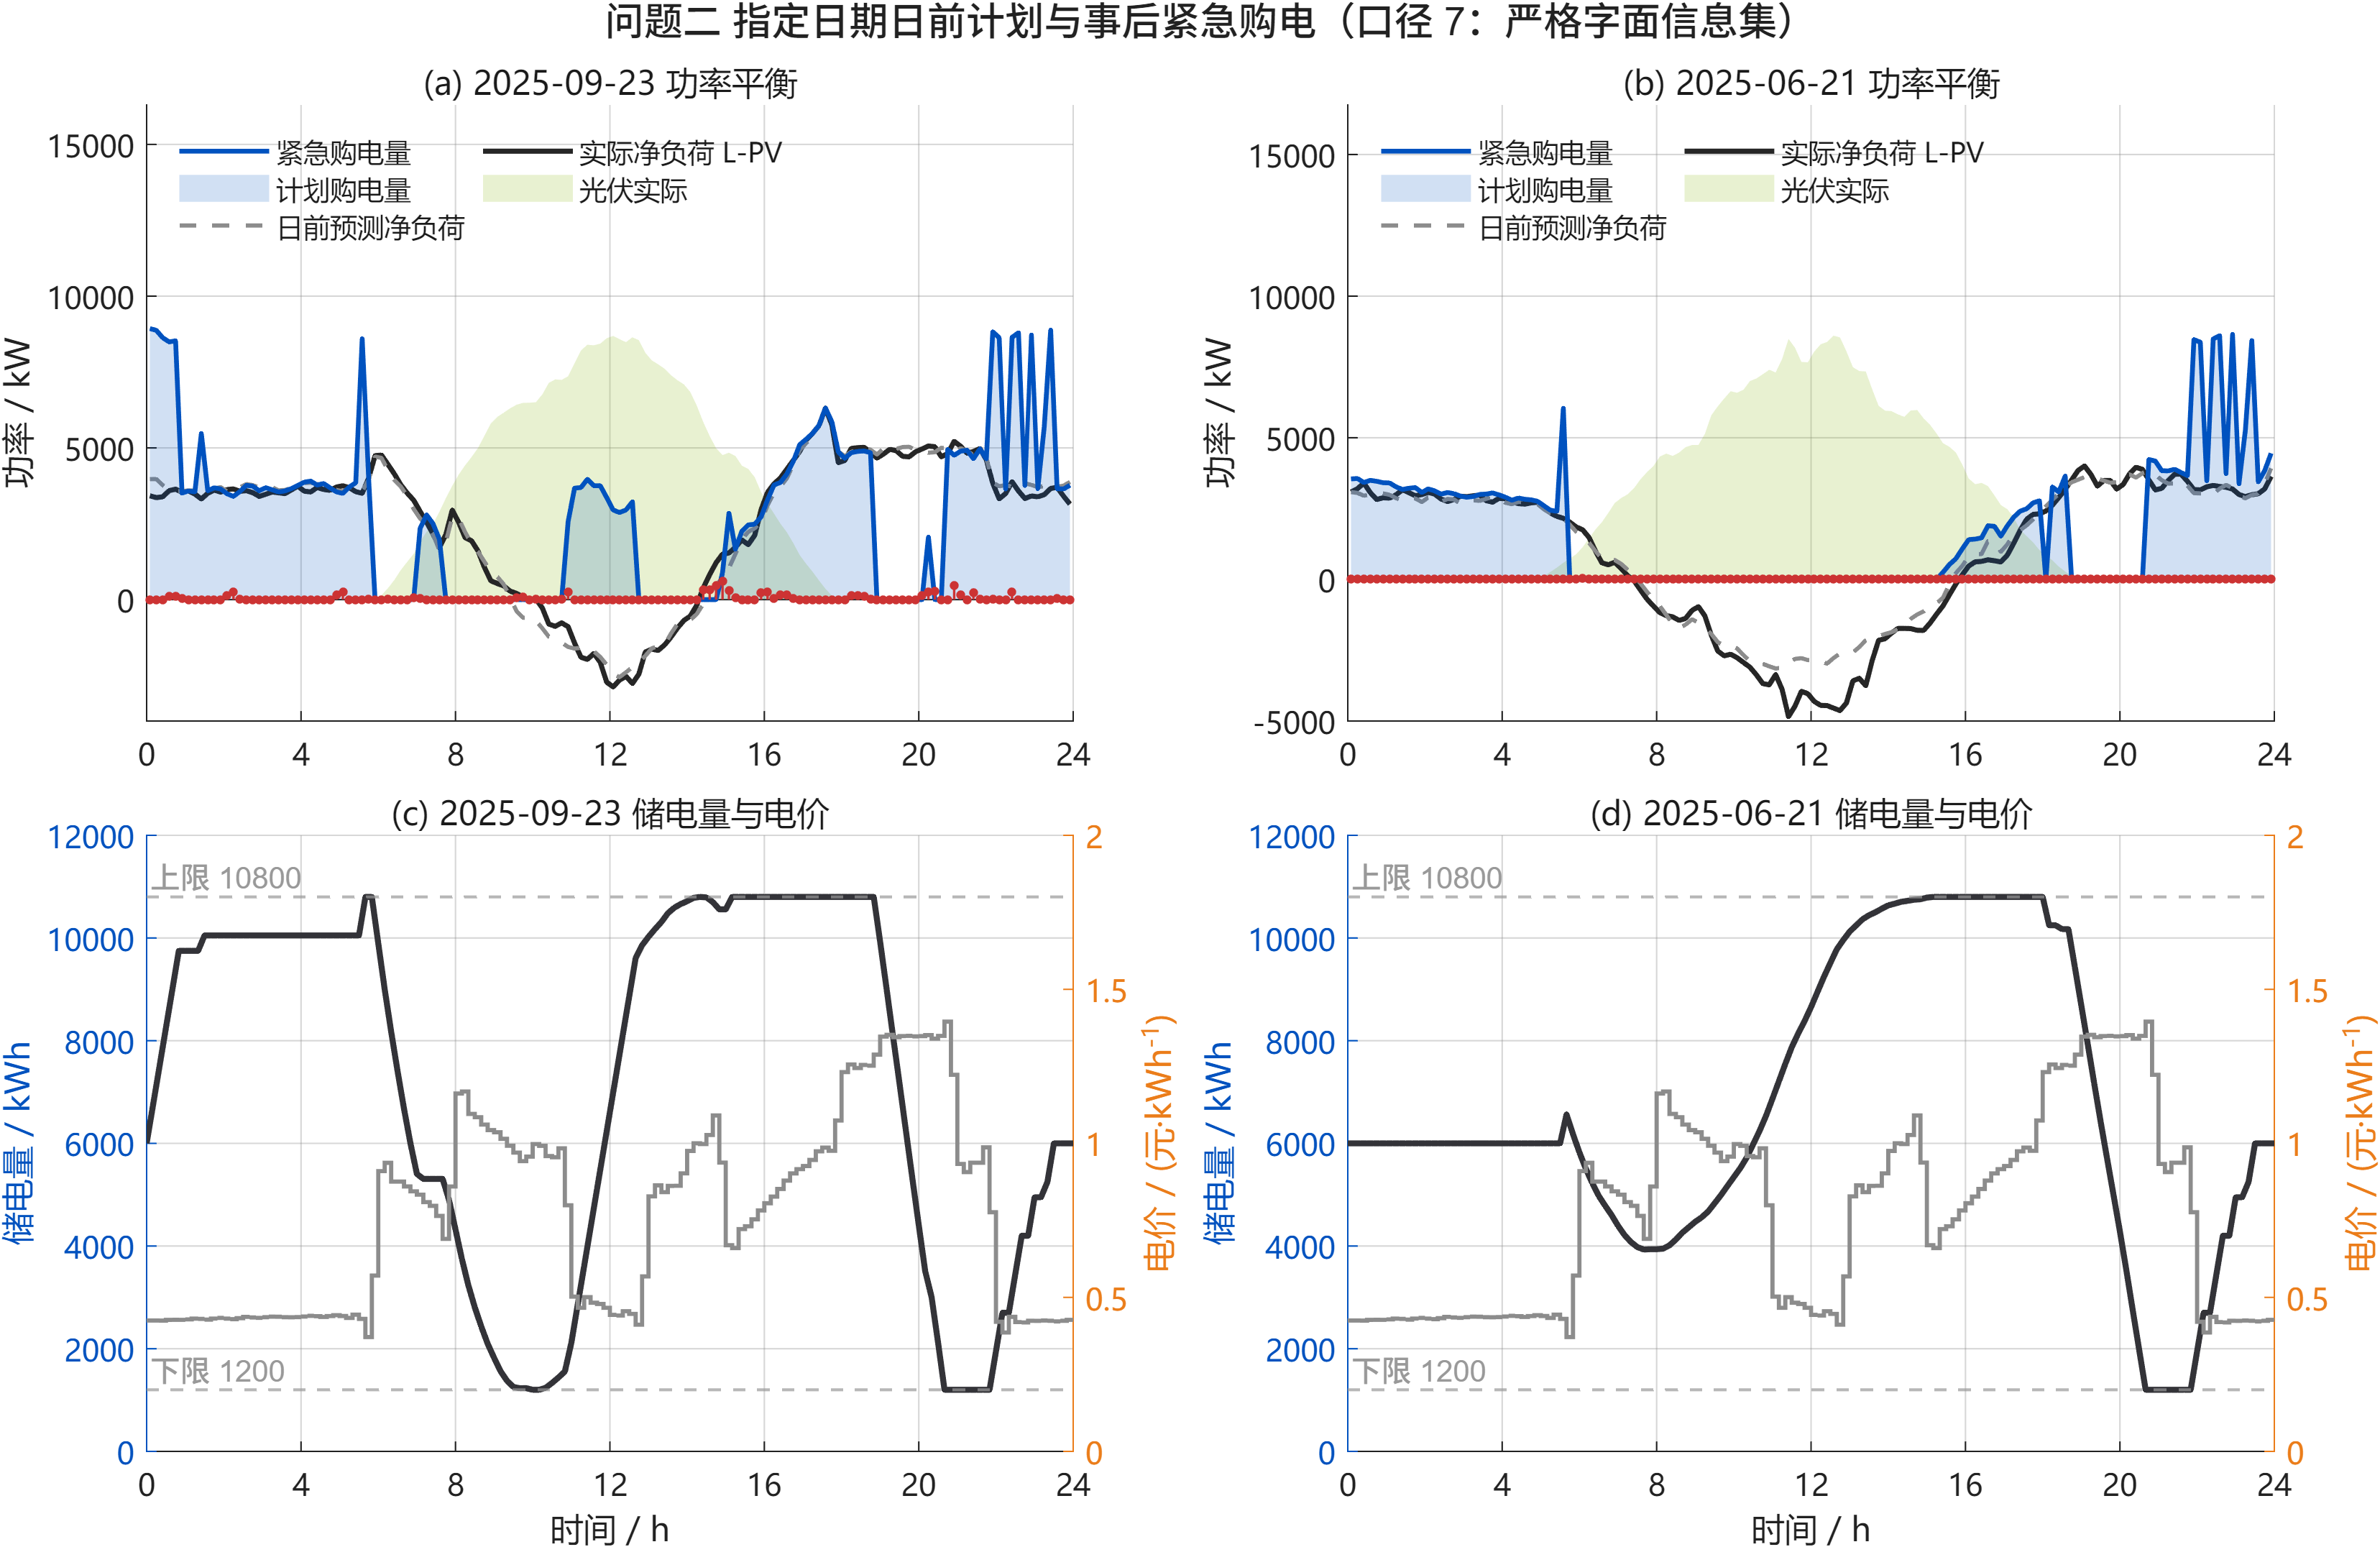 问题二 指定日期日前计划与事后紧急购电（口径 7：严格字面信息集）
(a) 2025-09-23 功率平衡
15000
10000
5000
0
功率 / kW
紧急购电量
计划购电量
日前预测净负荷
实际净负荷 L-PV
光伏实际
0 4 8 12 16 20 24
(b) 2025-06-21 功率平衡
15000
10000
5000
0
-5000
功率 / kW
紧急购电量
计划购电量
日前预测净负荷
实际净负荷 L-PV
光伏实际
0 4 8 12 16 20 24
(c) 2025-09-23 储电量与电价
12000
10000
8000
6000
4000
2000
0
储电量 / kWh
上限 10800
下限 1200
2
1.5
1
0.5
0
电价 / (元·kWh⁻¹)
0 4 8 12 16 20 24
时间 / h
(d) 2025-06-21 储电量与电价
12000
10000
8000
6000
4000
2000
0
储电量 / kWh
上限 10800
下限 1200
2
1.5
1
0.5
0
电价 / (元·kWh⁻¹)
0 4 8 12 16 20 24
时间 / h